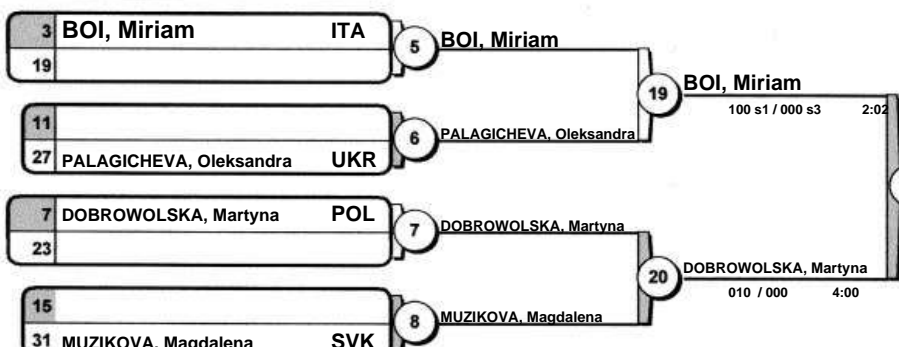 3 BOI, Miriam ITA
19
5 BOI, Miriam
19 BOI, Miriam
100 s1 / 000 s3 2:02
11
27 PALAGICHEVA, Oleksandra UKR
6 PALAGICHEVA, Oleksandra
7 DOBROWOLSKA, Martyna POL
23
7 DOBROWOLSKA, Martyna
20 DOBROWOLSKA, Martyna
010 / 000 4:00
15
31 MUZIKOVA, Magdalena SVK
8 MUZIKOVA, Magdalena